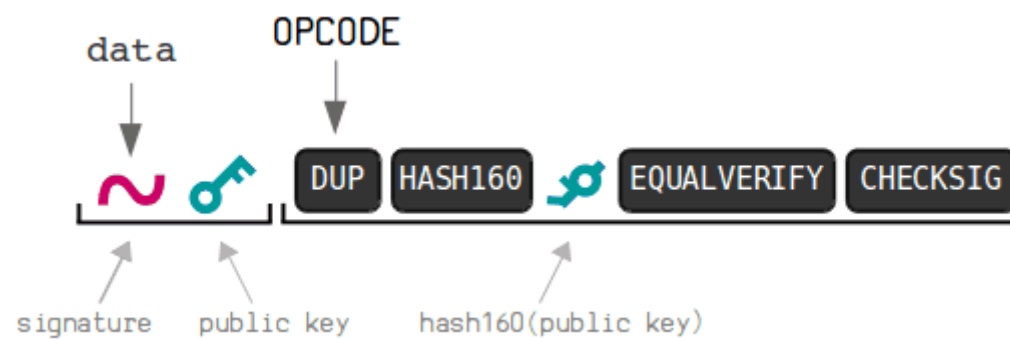 data
OPCODE
DUP HASH160 EQUALVERIFY CHECKSIG
signature public key hash160(public key)